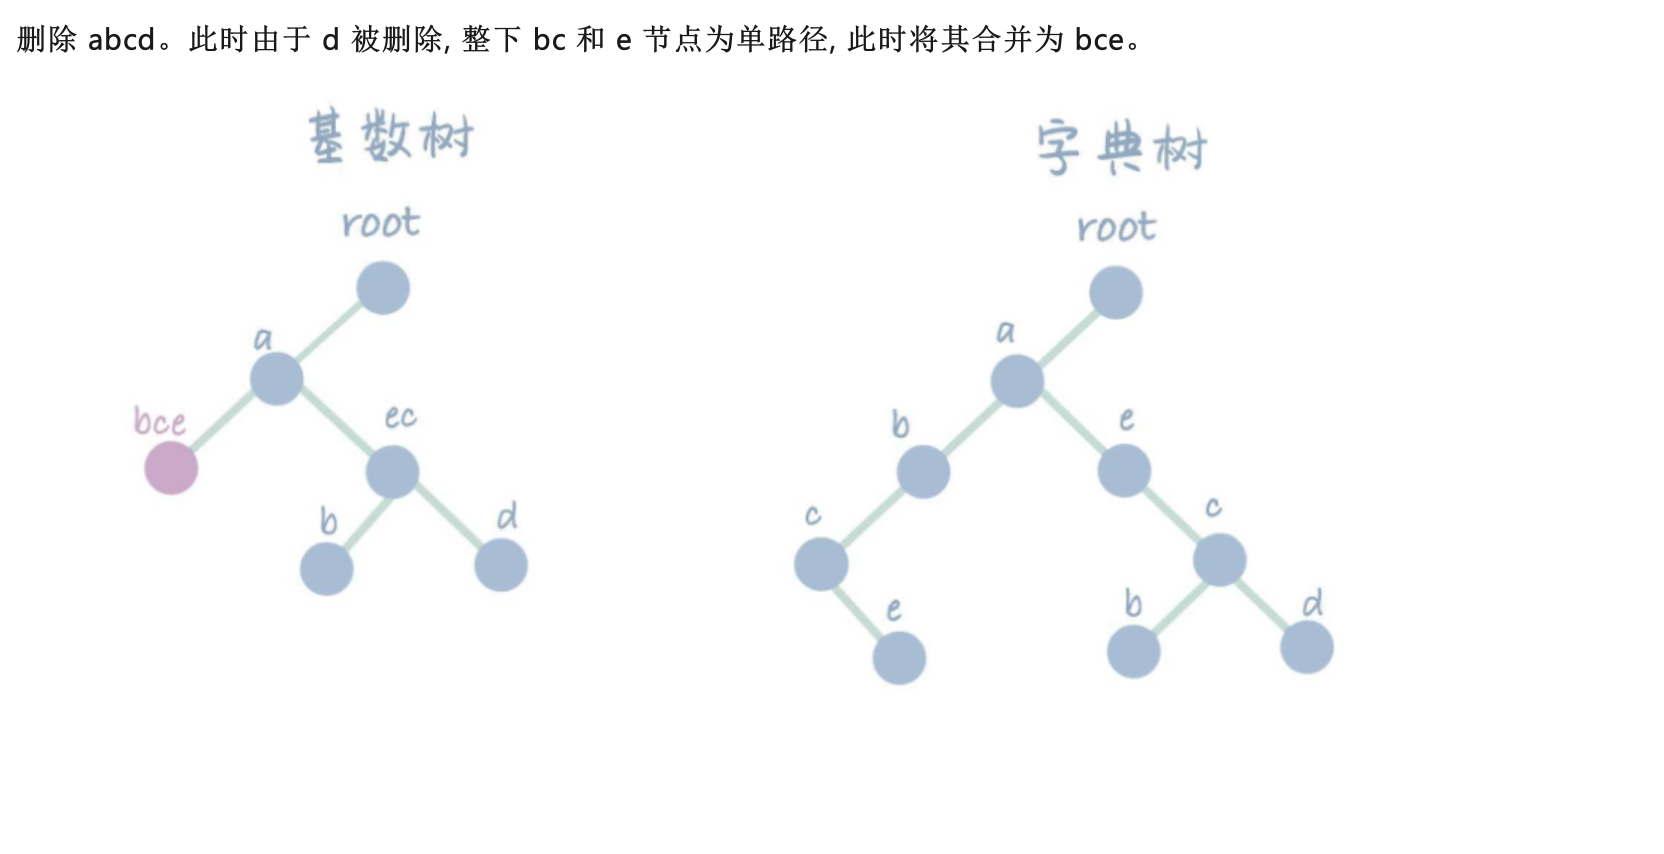 删除 abcd。此时由于 d 被删除, 整下 bc 和 e 节点为单路径, 此时将其合并为 bce。
基数树
root
a
bce
ec
b
d
字典树
root
a
b
e
c
c
e
b
d